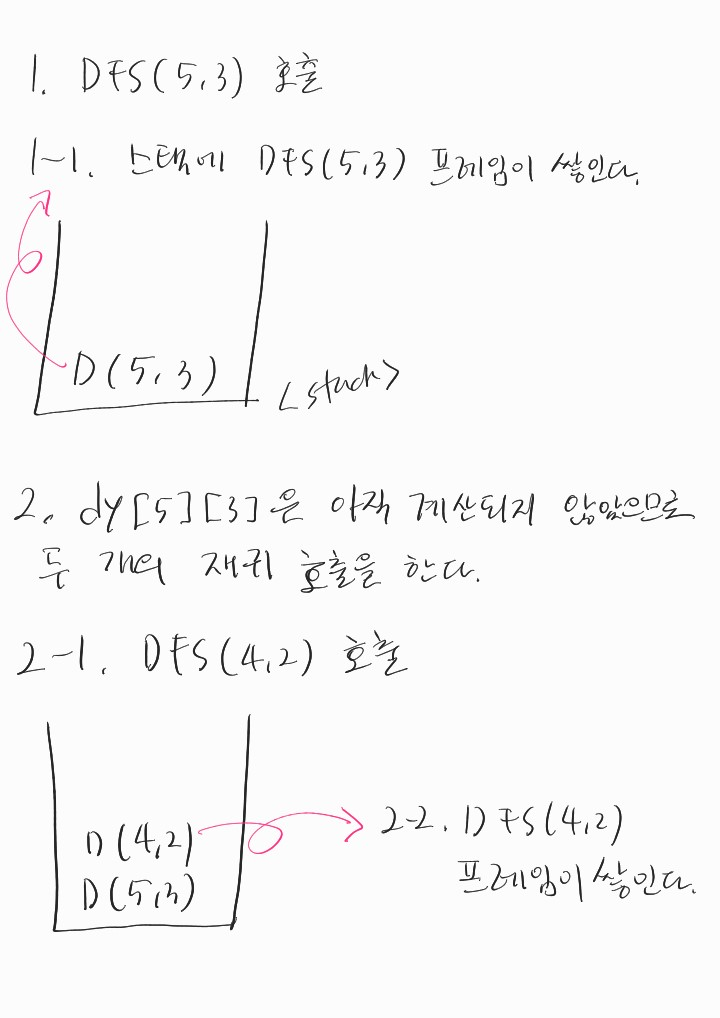 1. DFS(5,3) 호출
1-1. 스택에 DFS(5,3) 프레임이 쌓인다.
D(5,3)
<stack>
2. dy[5][3]은 아직 계산되지 않았으므로
두 개의 재귀 호출을 한다.
2-1. DFS(4,2) 호출
D(4,2)
D(5,3)
2-2. DFS(4,2)
프레임이 쌓인다.